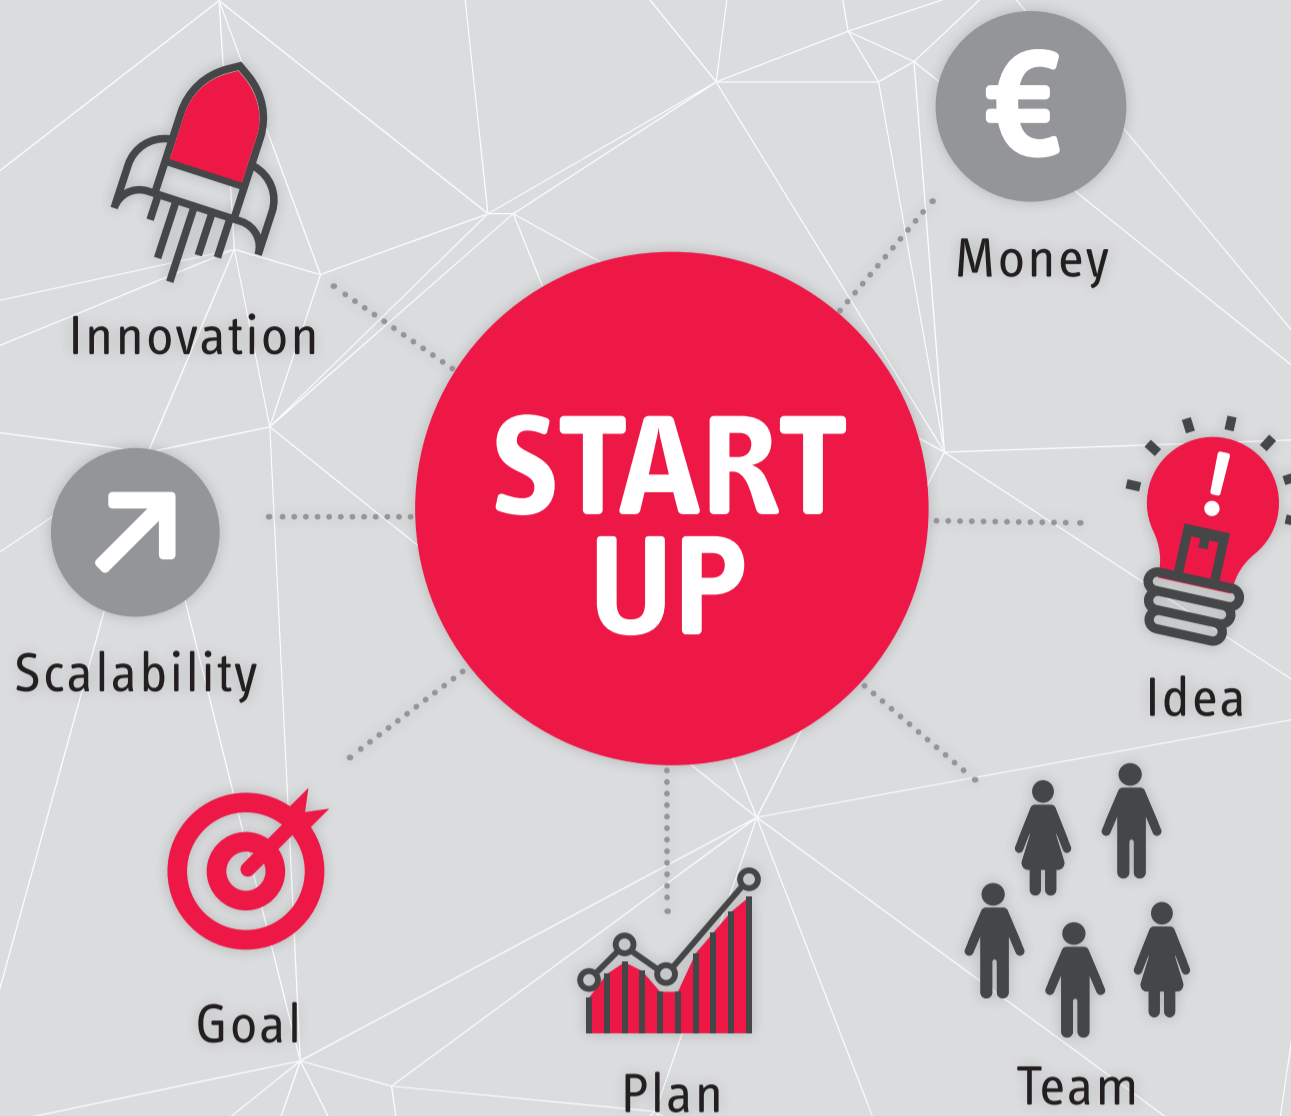 €
Money
Innovation
START
UP
!
Scalability
Idea
Goal
Plan
Team